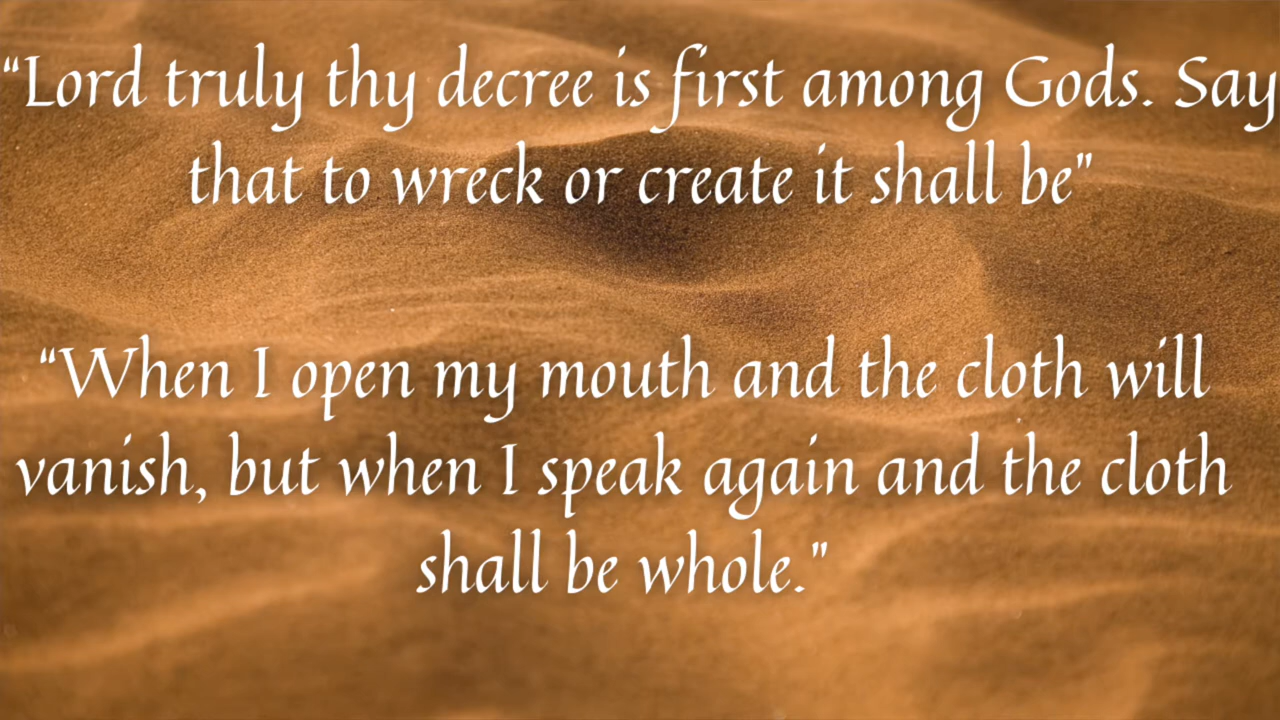 “Lord truly thy decree is first among Gods. Say
that to wreck or create it shall be”
“When I open my mouth and the cloth will
vanish, but when I speak again and the cloth
shall be whole.”